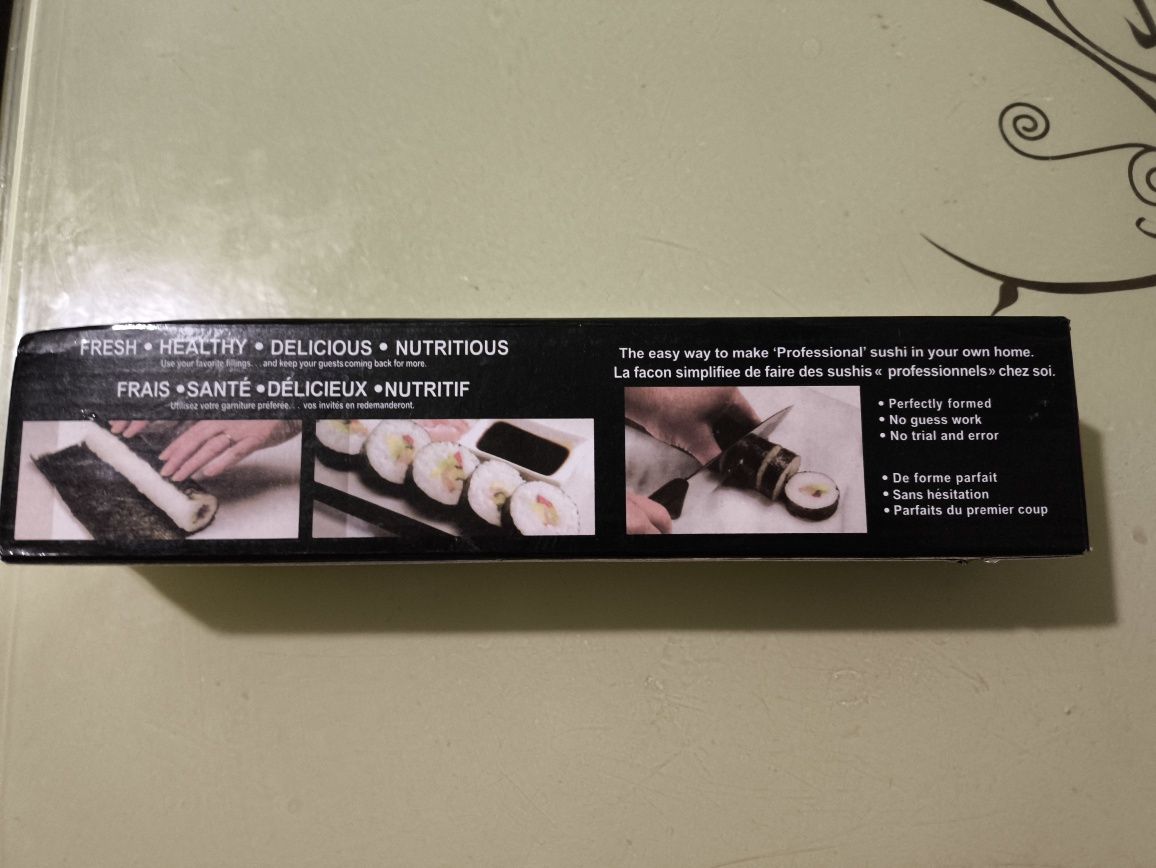 FRESH • HEALTHY • DELICIOUS • NUTRITIOUS
Use your favorite fillings. . . and keep your guests coming back for more.
FRAIS •SANTÉ •DÉLICIEUX •NUTRITIF
Utilisez votre garniture préférée. . . vos invités en redemanderont.
The easy way to make ‘Professional’ sushi in your own home.
La facon simplifiee de faire des sushis « professionnels» chez soi.
• Perfectly formed
• No guess work
• No trial and error
• De forme parfait
• Sans hésitation
• Parfaits du premier coup